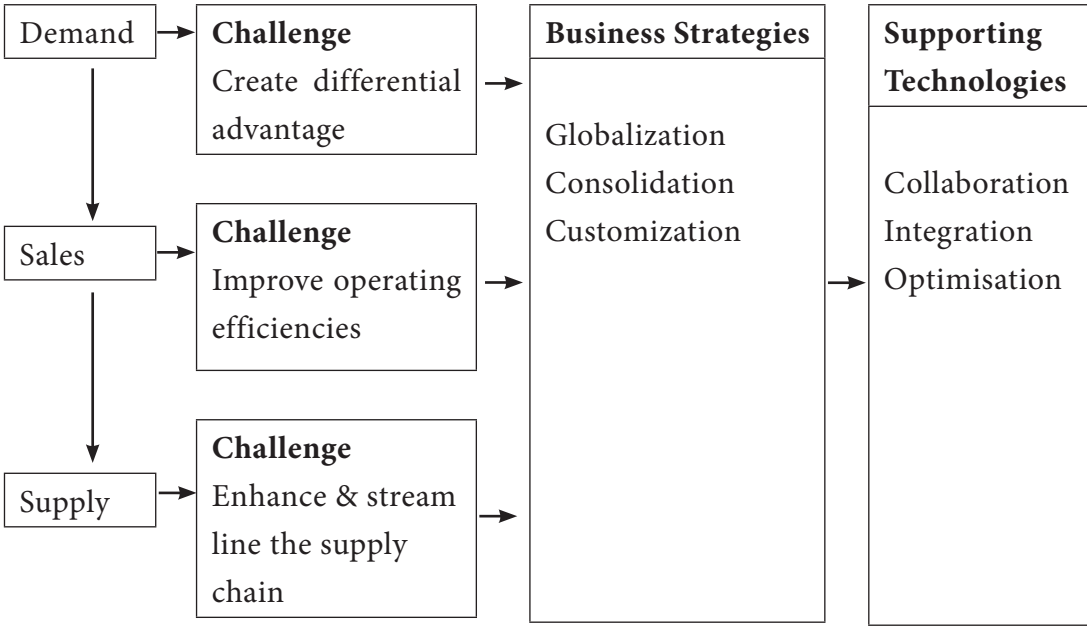 Demand
Challenge
Create differential
advantage
Sales
Challenge
Improve operating
efficiencies
Supply
Challenge
Enhance & stream
line the supply
chain
Business Strategies
Globalization
Consolidation
Customization
Supporting
Technologies
Collaboration
Integration
Optimisation